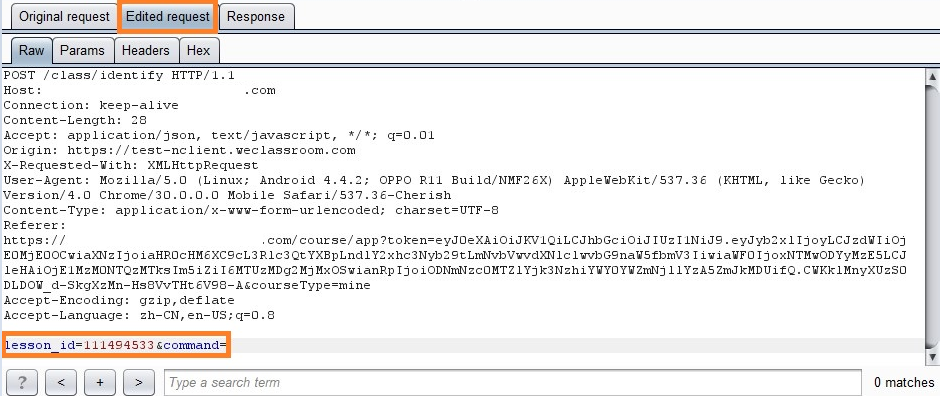 Original request Edited request Response
Raw Params Headers Hex
POST /class/identify HTTP/1.1
Host: .com
Connection: keep-alive
Content-Length: 28
Accept: application/json, text/javascript, */*; q=0.01
Origin: https://test-nclient.weclassroom.com
X-Requested-With: XMLHttpRequest
User-Agent: Mozilla/5.0 (Linux; Android 4.4.2; OPPO R11 Build/NMF26X) AppleWebKit/537.36 (KHTML, like Gecko)
Version/4.0 Chrome/30.0.0.0 Mobile Safari/537.36-Cherish
Content-Type: application/x-www-form-urlencoded; charset=UTF-8
Referer:
https:// .com/course/app?token=eyJ0eXAiOiJKV1QiLCJhbGciOiJIUzI1NiJ9.eyJyb2xlIjoyLCJzdWIiOj
E0MjE0OCwiaXNzIjoiaHR0cHM6XC9cL3Rlc3QtYXBpLndlY2xhc3Nyb29tLmNvbVwvdXNlclwvbG9naW5fbmV3IiwiaWF0IjoxNTMwODYyMzE5LCJ
leHAiOjE1MzM0NTQzMTksIm5iZiI6MTUzMDg2MjMxOSwianRpIjoiODNmNzc0MTZlYjk3NzhiYWY0YWZmNjllYzA5ZmJkMDUifQ.CWKklMnyXUzS0
DLDOW_d-SkgXzMn-Hs8VvTHt6V98-A&courseType=mine
Accept-Encoding: gzip,deflate
Accept-Language: zh-CN,en-US;q=0.8
lesson_id=111494533&command=
? < + > Type a search term 0 matches